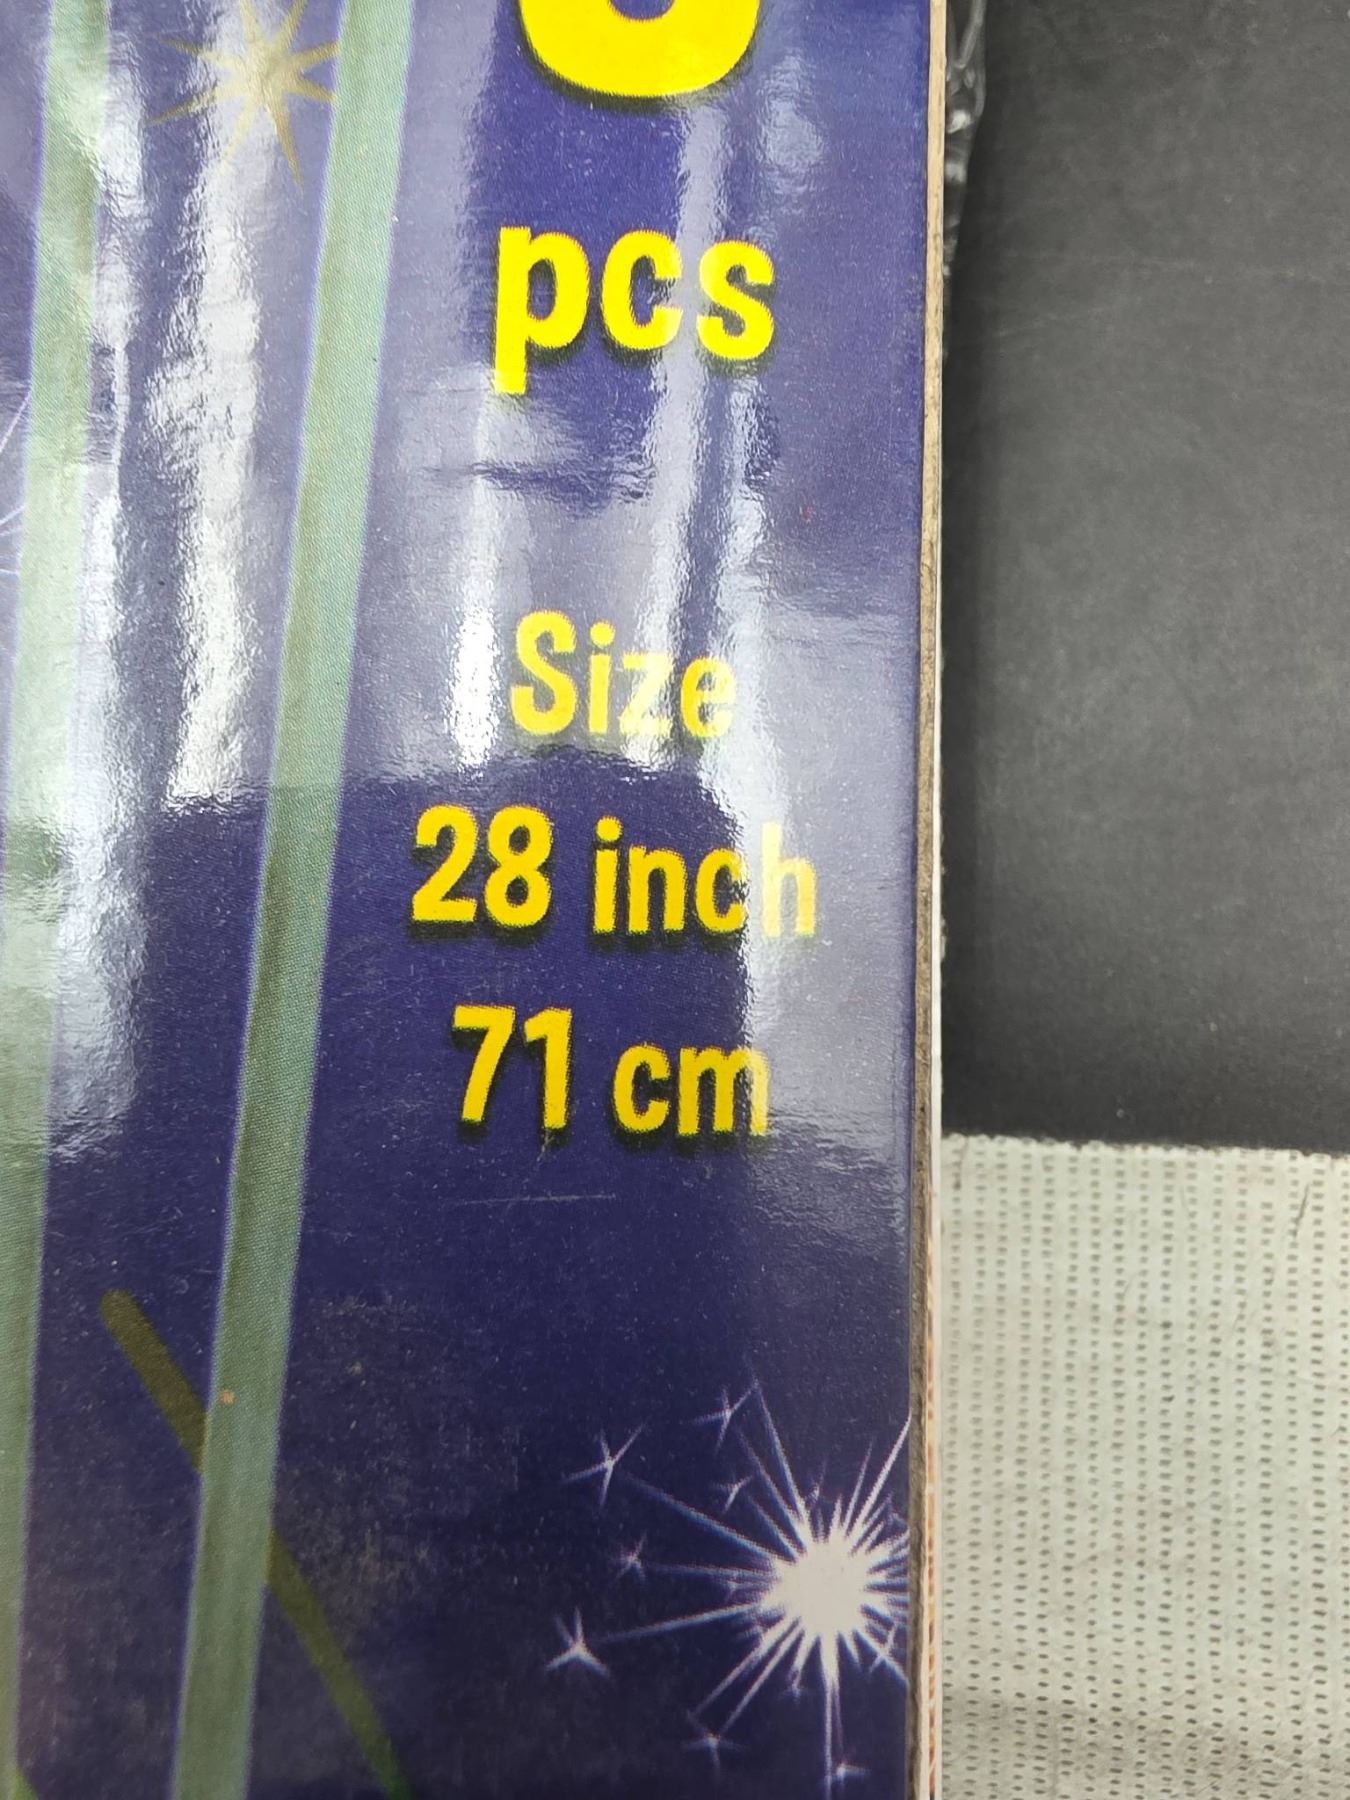 pcs
Size
28 inch
71 cm